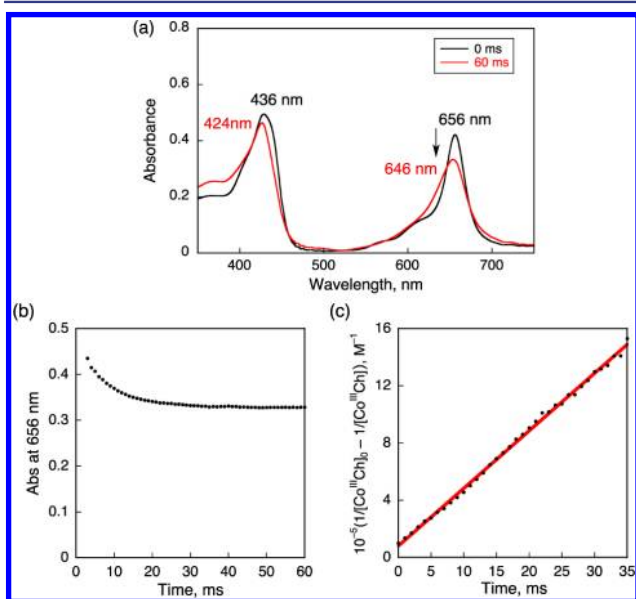 (a)
0.8
0 ms
60 ms
0.6
436 nm
656 nm
424nm
0.4
646 nm
Absorbance
0.2
0
400 500 600 700
Wavelength, nm
(b)
0.5
0.4
0.3
0.2
0.1
0
Abs at 656 nm
0 10 20 30 40 50 60
Time, ms
(c)
16
12
8
4
0
10⁻⁵(1/[CoᴵᴵᴵCh]₀ − 1/[CoᴵᴵᴵCh]), M⁻¹
0 5 10 15 20 25 30 35
Time, ms